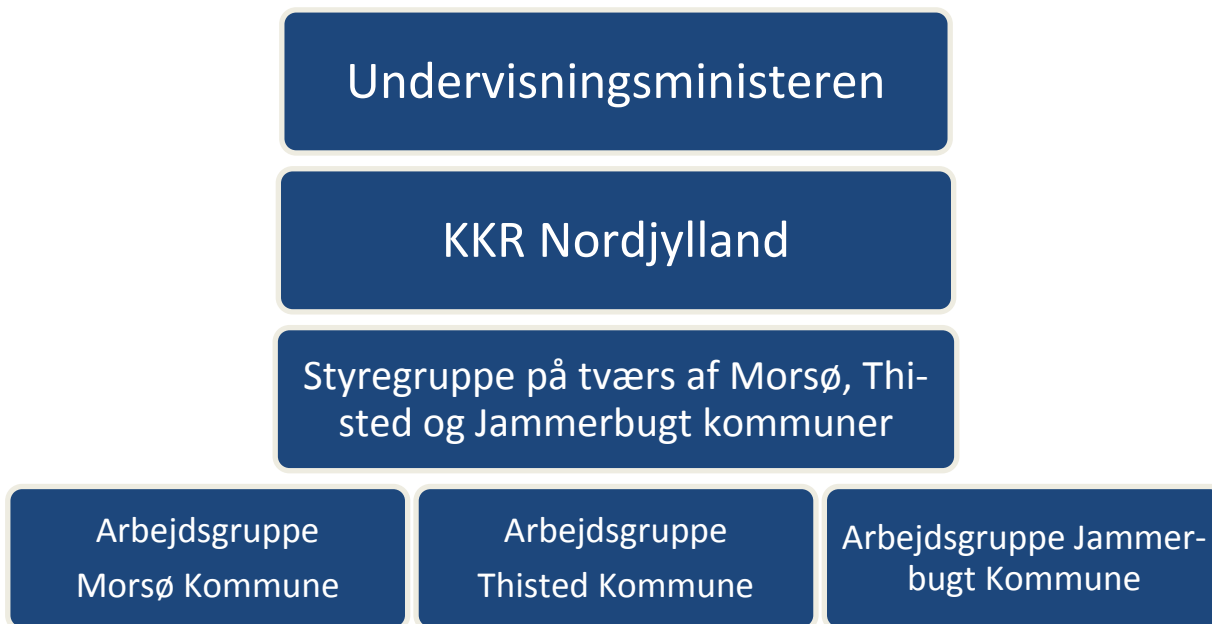 Undervisningsministeren
KKR Nordjylland
Styregruppe på tværs af Morsø, Thi-
sted og Jammerbugt kommuner
Arbejdsgruppe
Morsø Kommune
Arbejdsgruppe
Thisted Kommune
Arbejdsgruppe Jammer-
bugt Kommune